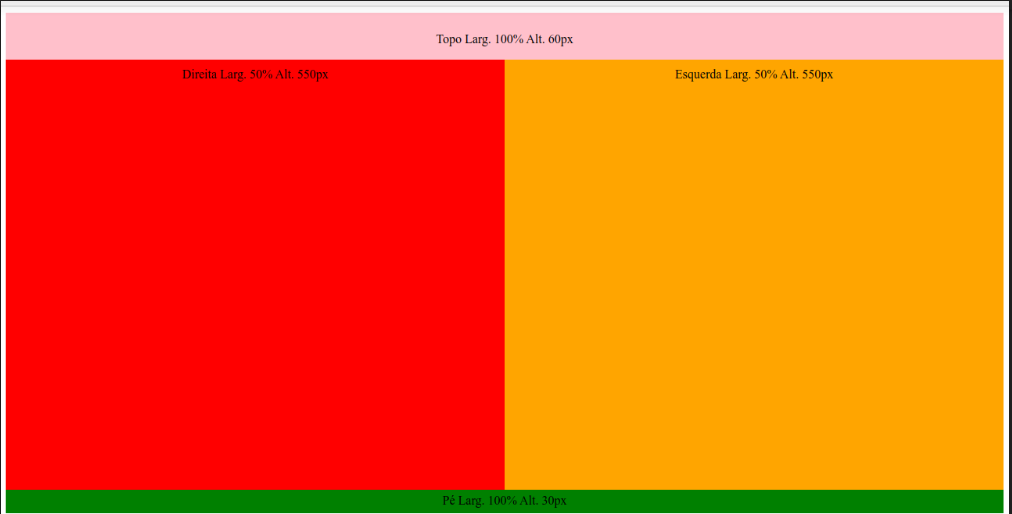 Topo Larg. 100% Alt. 60px
Direita Larg. 50% Alt. 550px
Esquerda Larg. 50% Alt. 550px
Pé Larg. 100% Alt. 30px